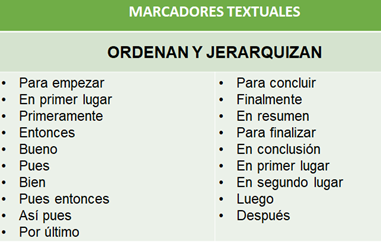 MARCADORES TEXTUALES
ORDENAN Y JERARQUIZAN
• Para empezar
• En primer lugar
• Primeramente
• Entonces
• Bueno
• Pues
• Bien
• Pues entonces
• Así pues
• Por último
• Para concluir
• Finalmente
• En resumen
• Para finalizar
• En conclusión
• En primer lugar
• En segundo lugar
• Luego
• Después